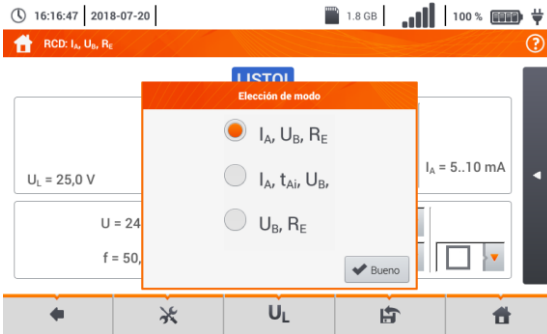 16:16:47 2018-07-20 1.8 GB 100 %
RCD: IA, UB, RE
?
LISTO!
Elección de modo
IA, UB, RE
IA, tAi, UB,
UB, RE
Bueno
UL = 25,0 V
IA = 5..10 mA
U = 24
f = 50,
UL